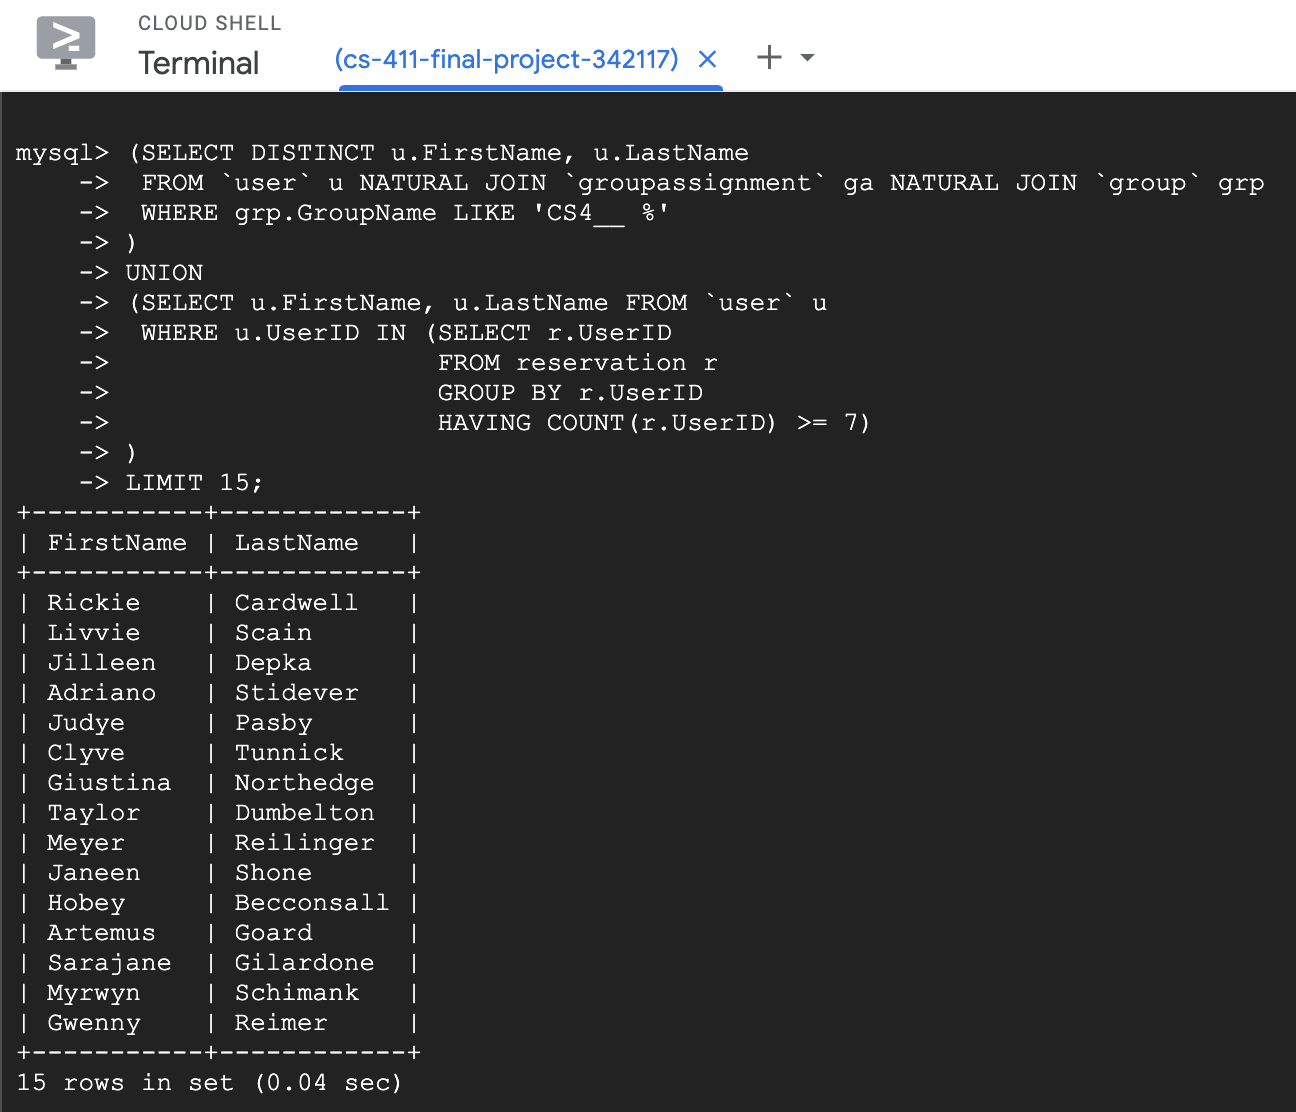 CLOUD SHELL
Terminal
(cs-411-final-project-342117)
mysql> (SELECT DISTINCT u.FirstName, u.LastName
    ->  FROM `user` u NATURAL JOIN `groupassignment` ga NATURAL JOIN `group` grp
    ->  WHERE grp.GroupName LIKE 'CS4__ %'
    -> )
    -> UNION
    -> (SELECT u.FirstName, u.LastName FROM `user` u
    ->  WHERE u.UserID IN (SELECT r.UserID
    ->                     FROM reservation r
    ->                     GROUP BY r.UserID
    ->                     HAVING COUNT(r.UserID) >= 7)
    -> )
    -> LIMIT 15;
+-----------+------------+
| FirstName | LastName   |
+-----------+------------+
| Rickie    | Cardwell   |
| Livvie    | Scain      |
| Jilleen   | Depka      |
| Adriano   | Stidever   |
| Judye     | Pasby      |
| Clyve     | Tunnick    |
| Giustina  | Northedge  |
| Taylor    | Dumbelton  |
| Meyer     | Reilinger  |
| Janeen    | Shone      |
| Hobey     | Becconsall |
| Artemus   | Goard      |
| Sarajane  | Gilardone  |
| Myrwyn    | Schimank   |
| Gwenny    | Reimer     |
+-----------+------------+
15 rows in set (0.04 sec)